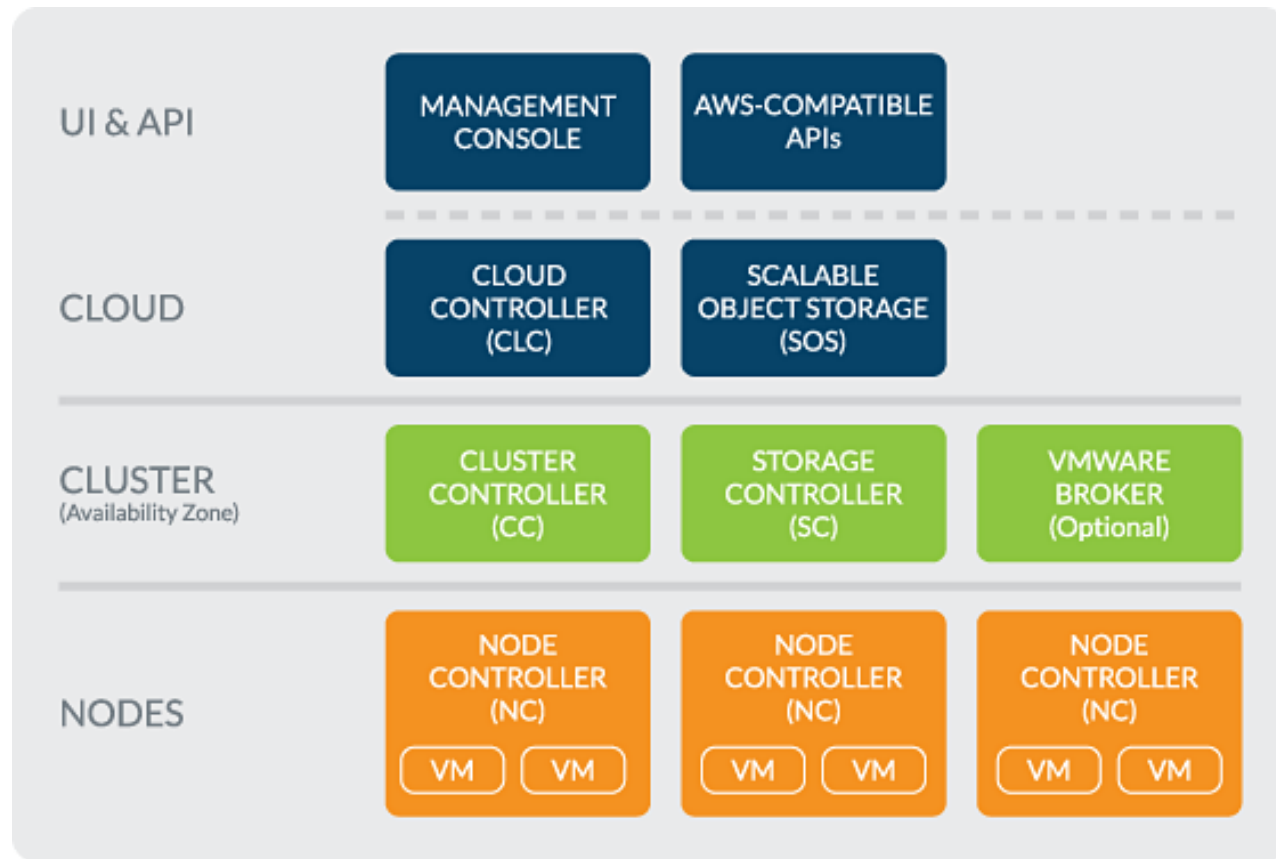 UI & API
MANAGEMENT
CONSOLE
AWS-COMPATIBLE
APIs
CLOUD
CLOUD
CONTROLLER
(CLC)
SCALABLE
OBJECT STORAGE
(SOS)
CLUSTER
(Availability Zone)
CLUSTER
CONTROLLER
(CC)
STORAGE
CONTROLLER
(SC)
VMWARE
BROKER
(Optional)
NODES
NODE
CONTROLLER
(NC)
VM VM
NODE
CONTROLLER
(NC)
VM VM
NODE
CONTROLLER
(NC)
VM VM